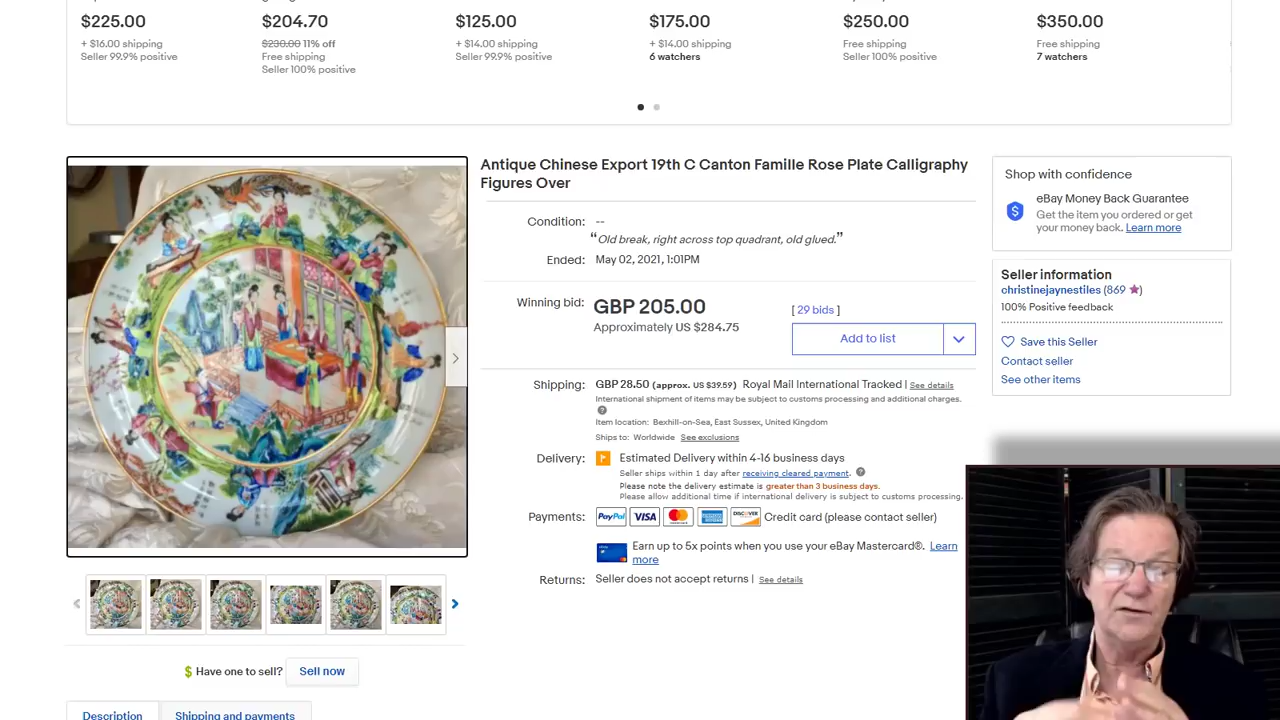 $225.00 $204.70 $125.00 $175.00 $250.00 $350.00
+ $16.00 shipping $230.00 11% off + $14.00 shipping + $14.00 shipping Free shipping Free shipping
Seller 99.9% positive Free shipping Seller 99.9% positive 6 watchers Seller 100% positive 7 watchers
Seller 100% positive
Antique Chinese Export 19th C Canton Famille Rose Plate Calligraphy
Figures Over
Condition: --
“Old break, right across top quadrant, old glued.”
Ended: May 02, 2021, 1:01PM
Winning bid: GBP 205.00 [ 29 bids ]
Approximately US $284.75
Add to list
Shipping: GBP 28.50 (approx. US $39.59) Royal Mail International Tracked | See details
International shipment of items may be subject to customs processing and additional charges.
Item location: Bexhill-on-Sea, East Sussex, United Kingdom
Ships to: Worldwide See exclusions
Delivery: Estimated Delivery within 4-16 business days
Seller ships within 1 day after receiving cleared payment.
Please note the delivery estimate is greater than 3 business days.
Please allow additional time if international delivery is subject to customs processing.
Payments: PayPal VISA MasterCard AMERICAN EXPRESS DISCOVER Credit card (please contact seller)
Earn up to 5x points when you use your eBay Mastercard®. Learn
more
Returns: Seller does not accept returns | See details
Shop with confidence
eBay Money Back Guarantee
Get the item you ordered or get
your money back. Learn more
Seller information
christinejaynestiles (869)
100% Positive feedback
Save this Seller
Contact seller
See other items
$ Have one to sell? Sell now
Description Shipping and payments